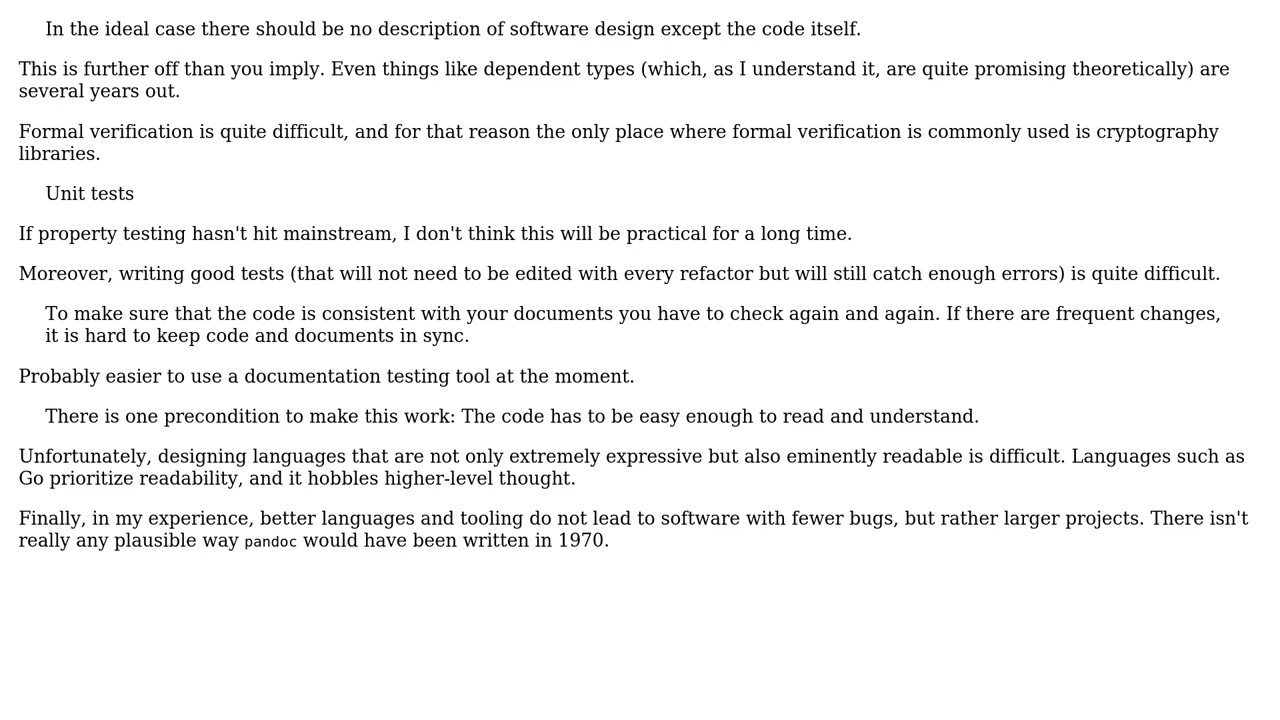 In the ideal case there should be no description of software design except the code itself.
This is further off than you imply. Even things like dependent types (which, as I understand it, are quite promising theoretically) are
several years out.
Formal verification is quite difficult, and for that reason the only place where formal verification is commonly used is cryptography
libraries.
Unit tests
If property testing hasn't hit mainstream, I don't think this will be practical for a long time.
Moreover, writing good tests (that will not need to be edited with every refactor but will still catch enough errors) is quite difficult.
To make sure that the code is consistent with your documents you have to check again and again. If there are frequent changes,
it is hard to keep code and documents in sync.
Probably easier to use a documentation testing tool at the moment.
There is one precondition to make this work: The code has to be easy enough to read and understand.
Unfortunately, designing languages that are not only extremely expressive but also eminently readable is difficult. Languages such as
Go prioritize readability, and it hobbles higher-level thought.
Finally, in my experience, better languages and tooling do not lead to software with fewer bugs, but rather larger projects. There isn't
really any plausible way pandoc would have been written in 1970.